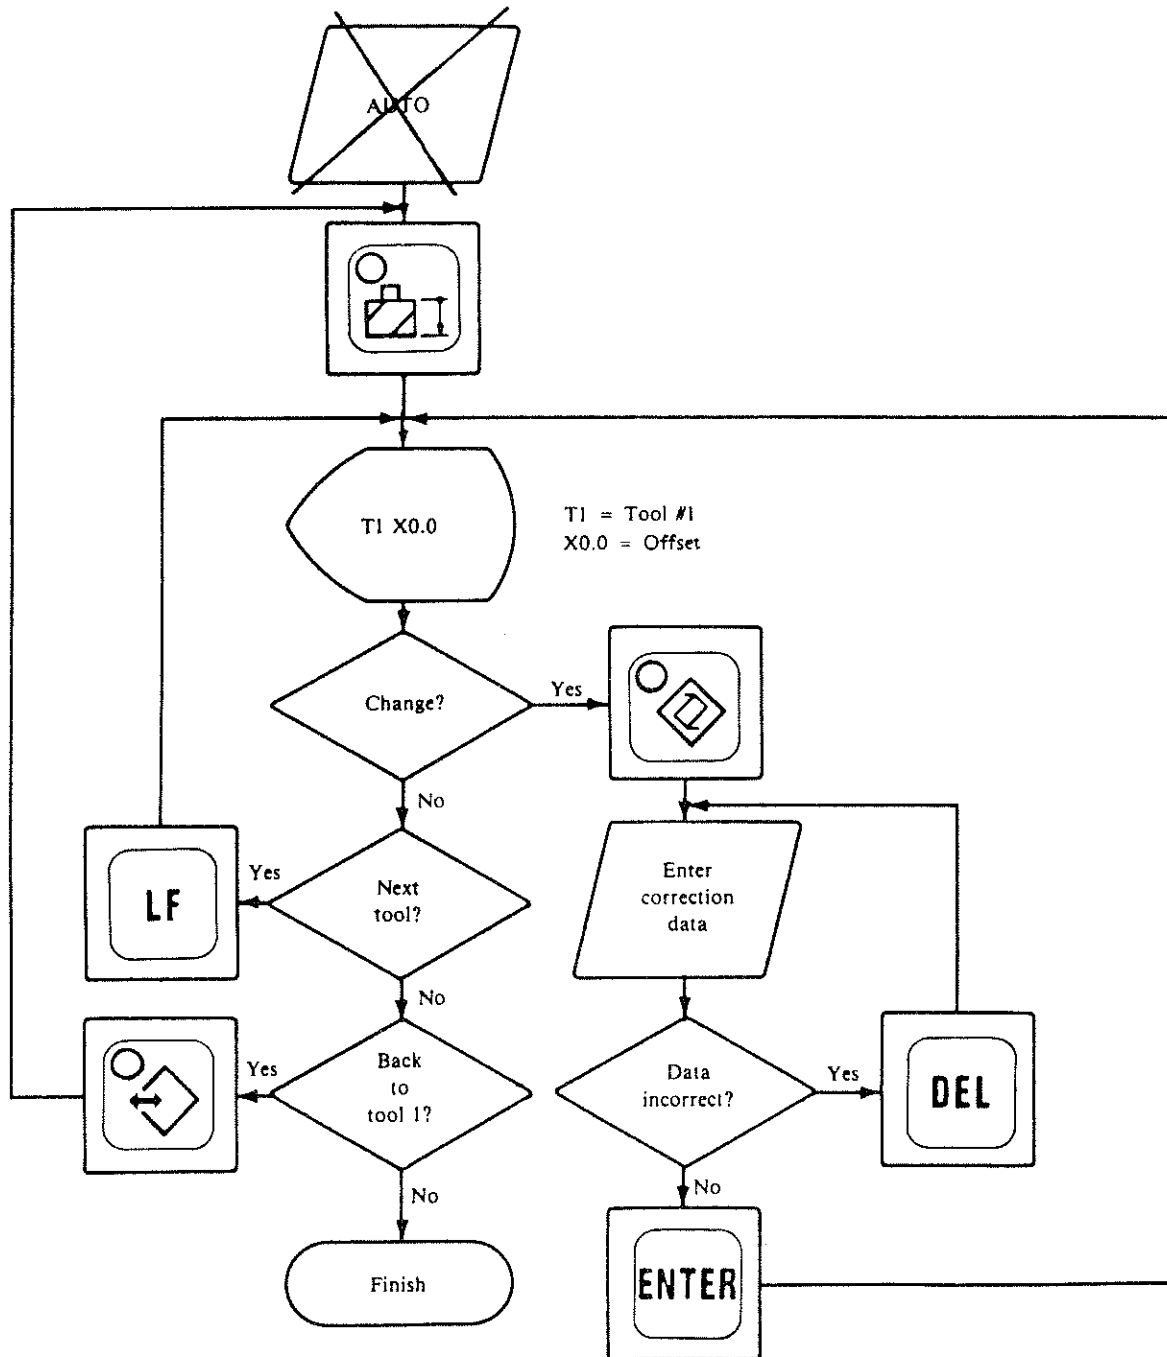 AUTO
T1 X0.0
T1 = Tool #1
X0.0 = Offset
Change?
Yes
No
LF
Yes
Next
tool?
Enter
correction
data
No
Yes
Back
to
tool 1?
Data
incorrect?
Yes
DEL
No
No
Finish
ENTER